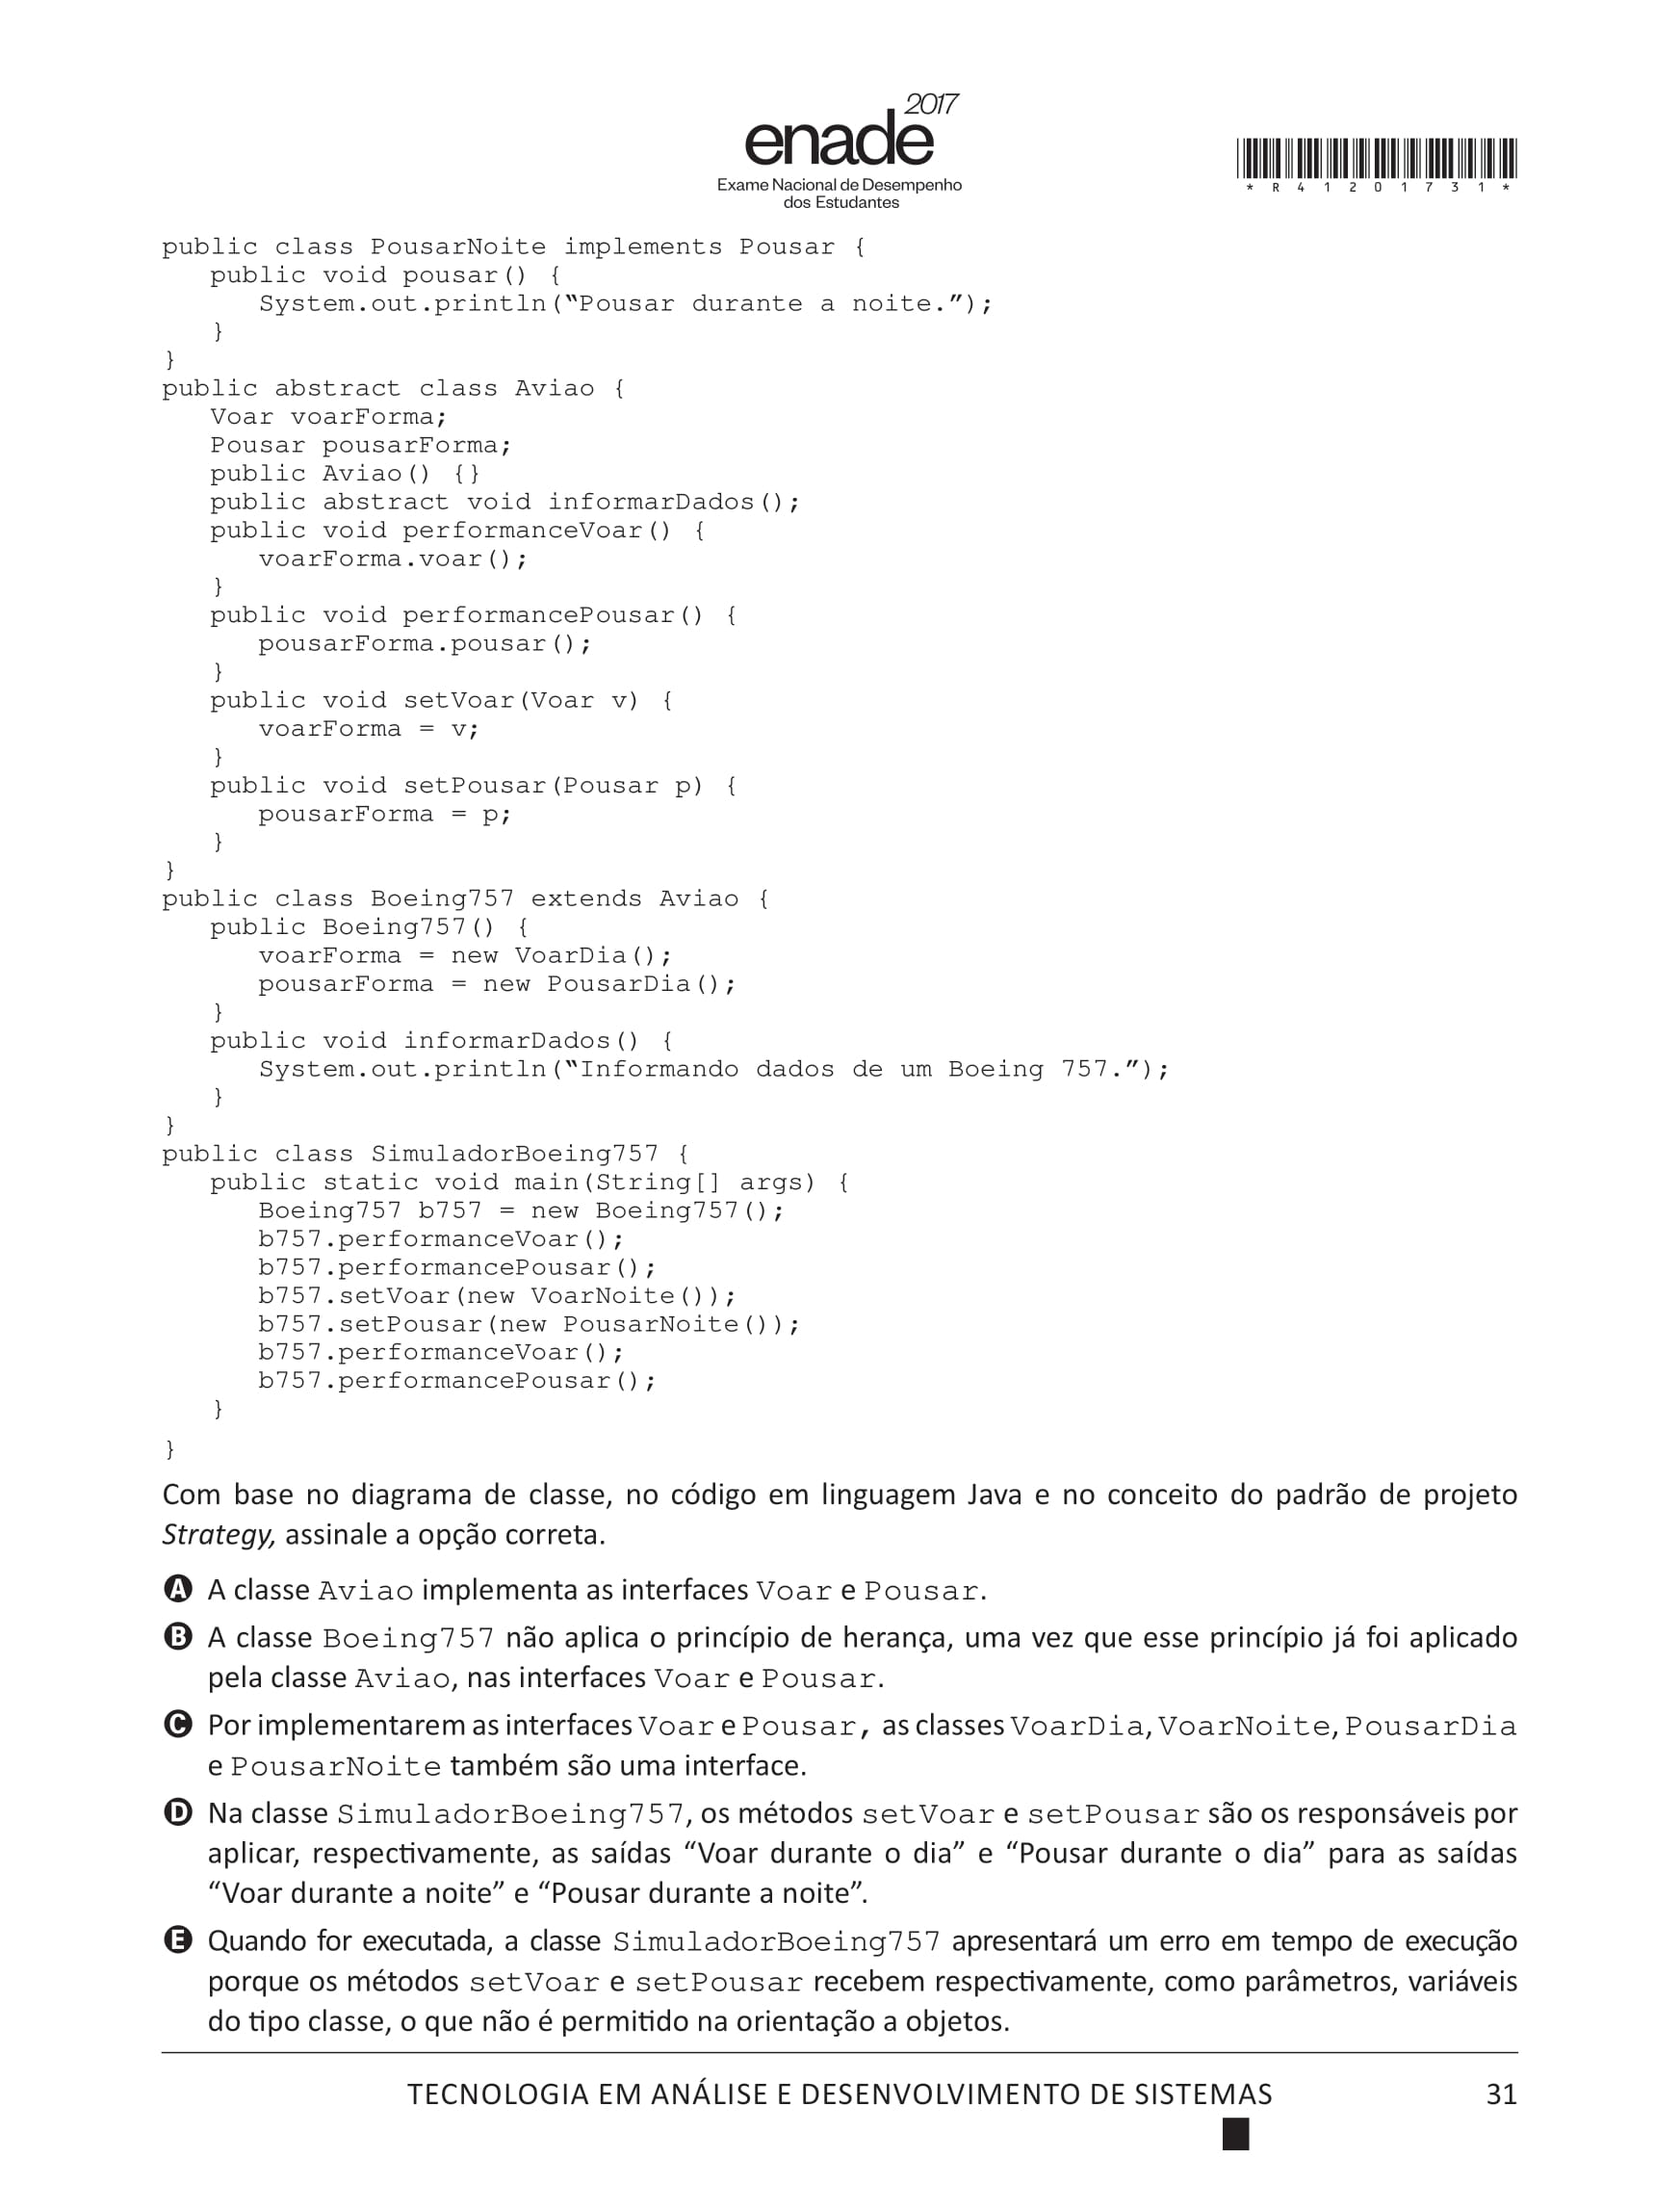 2017
enade
Exame Nacional de Desempenho
dos Estudantes
* R 4 1 2 0 1 7 3 1 *
public class PousarNoite implements Pousar {
public void pousar() {
System.out.println(“Pousar durante a noite.”);
}
}
public abstract class Aviao {
Voar voarForma;
Pousar pousarForma;
public Aviao() {}
public abstract void informarDados();
public void performanceVoar() {
voarForma.voar();
}
public void performancePousar() {
pousarForma.pousar();
}
public void setVoar(Voar v) {
voarForma = v;
}
public void setPousar(Pousar p) {
pousarForma = p;
}
}
public class Boeing757 extends Aviao {
public Boeing757() {
voarForma = new VoarDia();
pousarForma = new PousarDia();
}
public void informarDados() {
System.out.println(“Informando dados de um Boeing 757.”);
}
}
public class SimuladorBoeing757 {
public static void main(String[] args) {
Boeing757 b757 = new Boeing757();
b757.performanceVoar();
b757.performancePousar();
b757.setVoar(new VoarNoite());
b757.setPousar(new PousarNoite());
b757.performanceVoar();
b757.performancePousar();
}
}
Com base no diagrama de classe, no código em linguagem Java e no conceito do padrão de projeto
Strategy, assinale a opção correta.
A A classe Aviao implementa as interfaces Voar e Pousar.
B A classe Boeing757 não aplica o princípio de herança, uma vez que esse princípio já foi aplicado
pela classe Aviao, nas interfaces Voar e Pousar.
C Por implementarem as interfaces Voar e Pousar, as classes VoarDia, VoarNoite, PousarDia
e PousarNoite também são uma interface.
D Na classe SimuladorBoeing757, os métodos setVoar e setPousar são os responsáveis por
aplicar, respectivamente, as saídas “Voar durante o dia” e “Pousar durante o dia” para as saídas
“Voar durante a noite” e “Pousar durante a noite”.
E Quando for executada, a classe SimuladorBoeing757 apresentará um erro em tempo de execução
porque os métodos setVoar e setPousar recebem respectivamente, como parâmetros, variáveis
do tipo classe, o que não é permitido na orientação a objetos.
TECNOLOGIA EM ANÁLISE E DESENVOLVIMENTO DE SISTEMAS 31